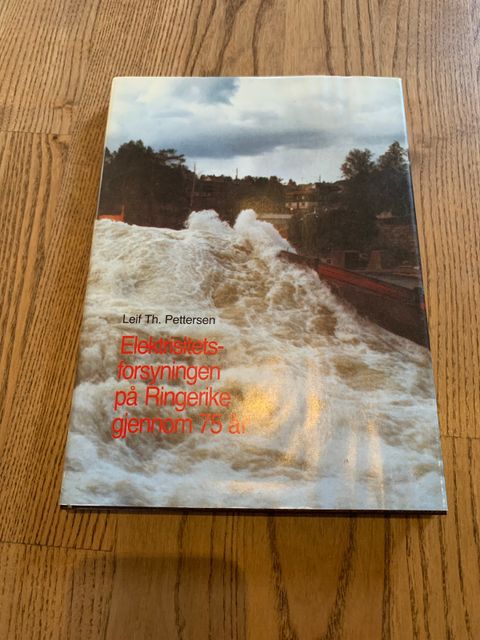 Leif Th. Pettersen
Elektrisitets-
forsyningen
på Ringerike
gjennom 75 år